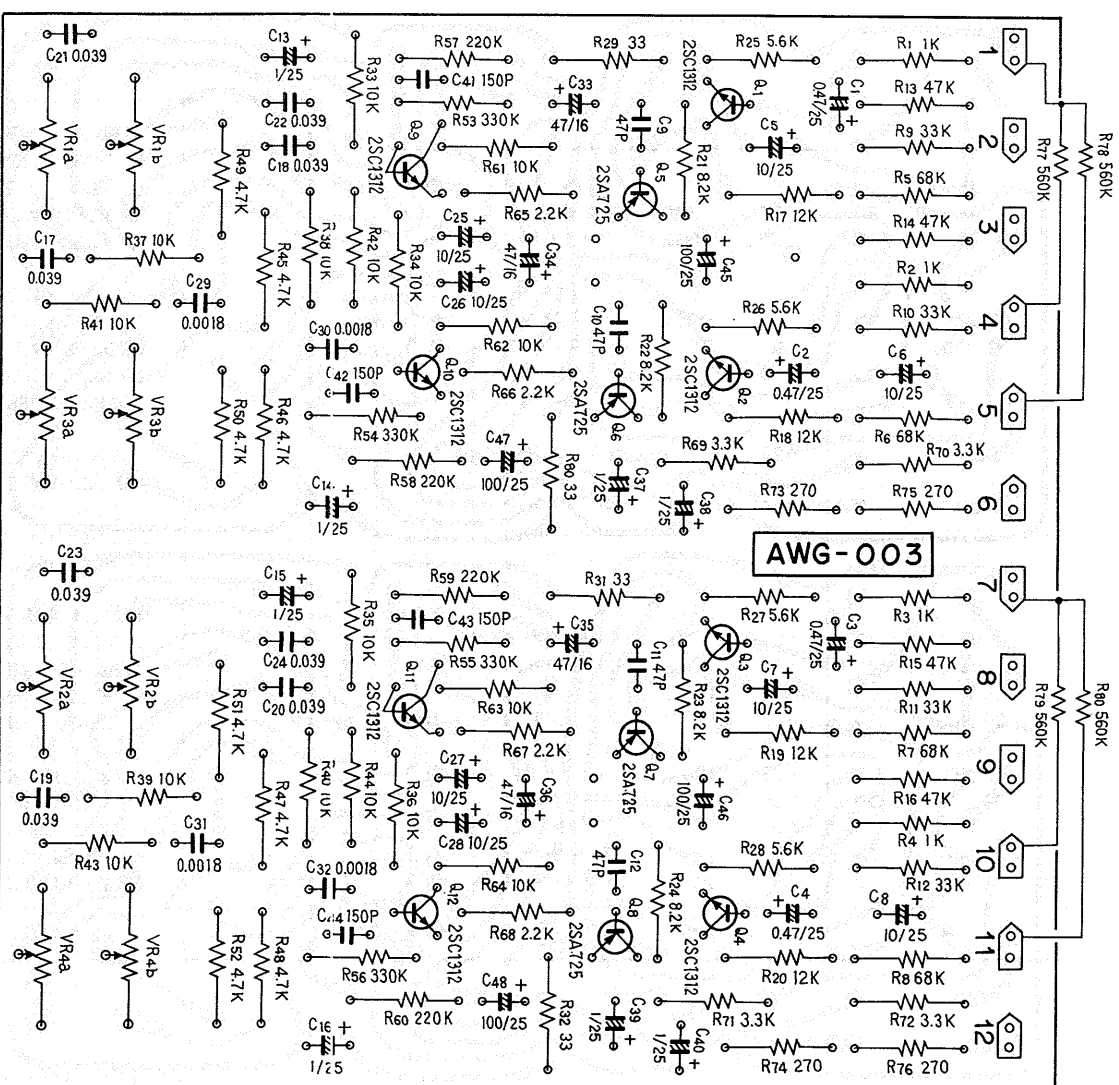 C21 0.039
C13 +
1/25
R33 10K
R57 220K
C41 150P
R53 330K
R29 33
C33
+
47/16
2SC1312
Q1
R25 5.6K
C1
0.47/25
+
R1 1K
1
R13 47K
VR1a
VR1b
C22 0.039
C18 0.039
Q9
2SC1312
R61 10K
C9
47P
Q5
2SA725
R21 8.2K
C5 +
10/25
R9 33K
2
R77 560K
R78 560K
R49 4.7K
R65 2.2K
R17 12K
R5 68K
R14 47K
3
C17
0.039
R37 10K
R45 4.7K
R38 10K
R42 10K
R34 10K
C25 +
10/25
C34
47/16
+
+
C45
100/25
R2 1K
R41 10K
C29
0.0018
C26 10/25
+
C10 47P
R26 5.6K
R10 33K
4
C30 0.0018
R62 10K
R22 8.2K
VR3a
VR3b
R50 4.7K
R46 4.7K
C42 150P
Q10
2SC1312
R66 2.2K
2SA725
Q6
2SC1312
Q2
C2
+
0.47/25
C6
+
10/25
R54 330K
R18 12K
R6 68K
5
R58 220K
C47
+
100/25
R80 33
C37
1/25
+
R69 3.3K
R70 3.3K
C14 +
1/25
C38
1/25
+
R73 270
R75 270
6
AWG-003
C23
0.039
C15 +
1/25
R35 10K
R59 220K
C43 150P
R55 330K
R31 33
C35
+
47/16
R27 5.6K
C3
0.47/25
+
R3 1K
7
R15 47K
VR2a
VR2b
C24 0.039
C20 0.039
Q11
2SC1312
R63 10K
C11 47P
Q7
2SA725
R23 8.2K
2SC1312
Q3
C7 +
10/25
R11 33K
8
R79 560K
R80 560K
R51 4.7K
R67 2.2K
R19 12K
R7 68K
R16 47K
9
C19
0.039
R39 10K
R47 4.7K
R40 10K
R44 10K
R36 10K
C27 +
10/25
C36
47/16
+
+
C46
100/25
R4 1K
R43 10K
C31
0.0018
C28 10/25
+
C12
47P
R28 5.6K
R12 33K
10
C32 0.0018
R64 10K
R24 8.2K
VR4a
VR4b
R52 4.7K
R48 4.7K
C44 150P
Q12
2SC1312
R68 2.2K
2SA725
Q8
2SC1312
Q4
C4
+
0.47/25
C8
+
10/25
R56 330K
R20 12K
R8 68K
11
R60 220K
C48
+
100/25
R32 33
C39
1/25
+
R71 3.3K
R72 3.3K
C16 +
1/25
C40
1/25
+
R74 270
R76 270
12